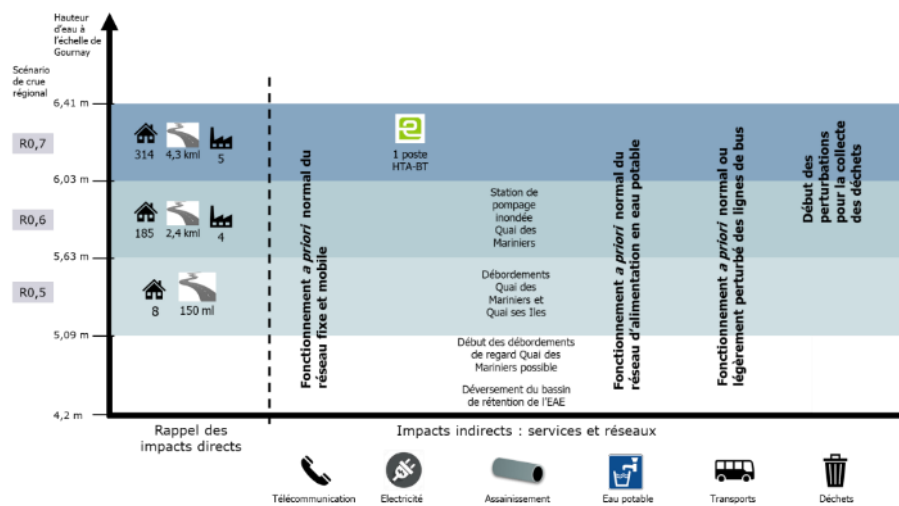 Hauteur
d'eau à
l'échelle de
Gournay
Scénario
de crue
régional
6,41 m
R0,7
314
4,3 kml
5
1 poste
HTA-BT
6,03 m
R0,6
185
2,4 kml
4
Station de
pompage
inondée
Quai des
Mariniers
5,63 m
R0,5
8
150 ml
Débordements
Quai des
Mariniers et
Quai ses Iles
5,09 m
Début des débordements
de regard Quai des
Mariniers possible
Déversement du bassin
de rétention de l'EAE
4,2 m
Fonctionnement a priori normal du
réseau fixe et mobile
Fonctionnement a priori normal du
réseau d'alimentation en eau potable
Fonctionnement a priori normal ou
légèrement perturbé des lignes de bus
Début des
perturbations
pour la collecte
des déchets
Rappel des
impacts directs
Impacts indirects : services et réseaux
Télécommunication
Electricité
Assainissement
Eau potable
Transports
Déchets